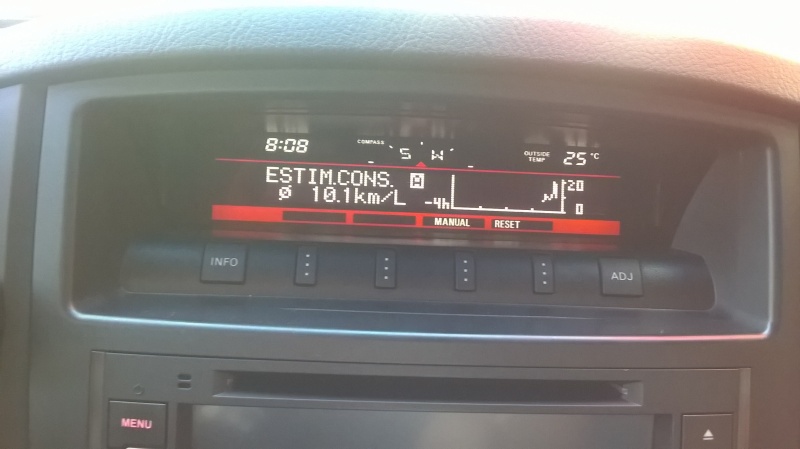 8:08
COMPASS
S W
OUTSIDE TEMP
25 °C
ESTIM.CONS. A
ø 10.1km/L
-4h
20
0
MANUAL RESET
INFO
ADJ
MENU